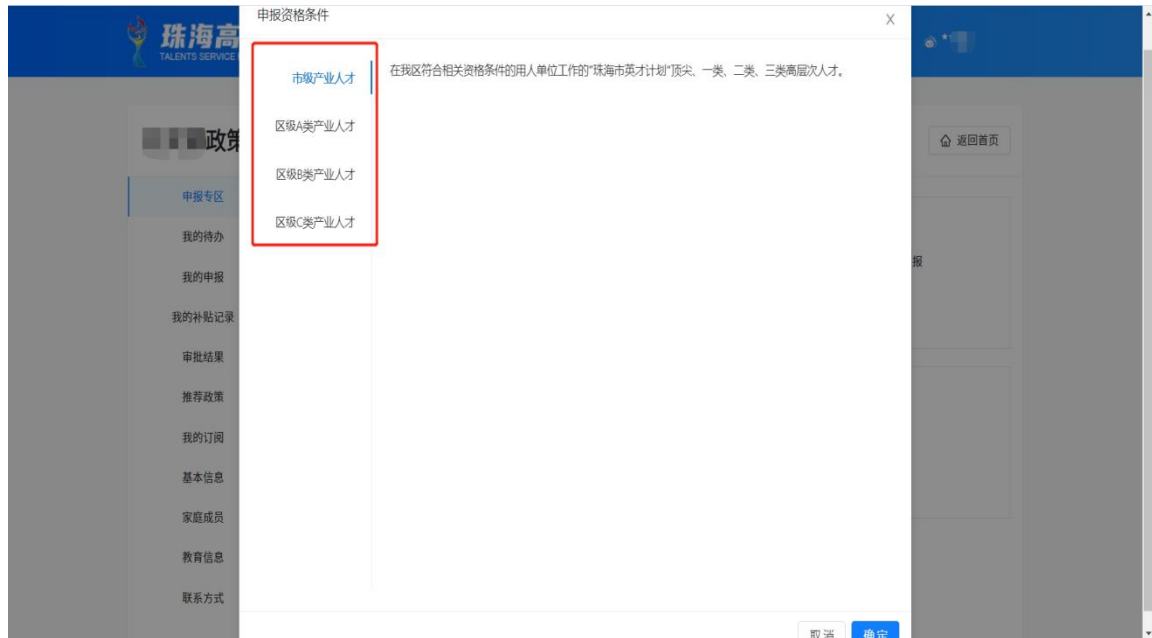 申报资格条件
X
珠海高
TALENTS SERVICE
市级产业人才
在我区符合相关资格条件的用人单位工作的"珠海市英才计划"顶尖、一类、二类、三类高层次人才。
区级A类产业人才
区级B类产业人才
区级C类产业人才
政策
返回首页
申报专区
我的待办
我的申报
报
我的补贴记录
审批结果
推荐政策
我的订阅
基本信息
家庭成员
教育信息
联系方式
取消
确定